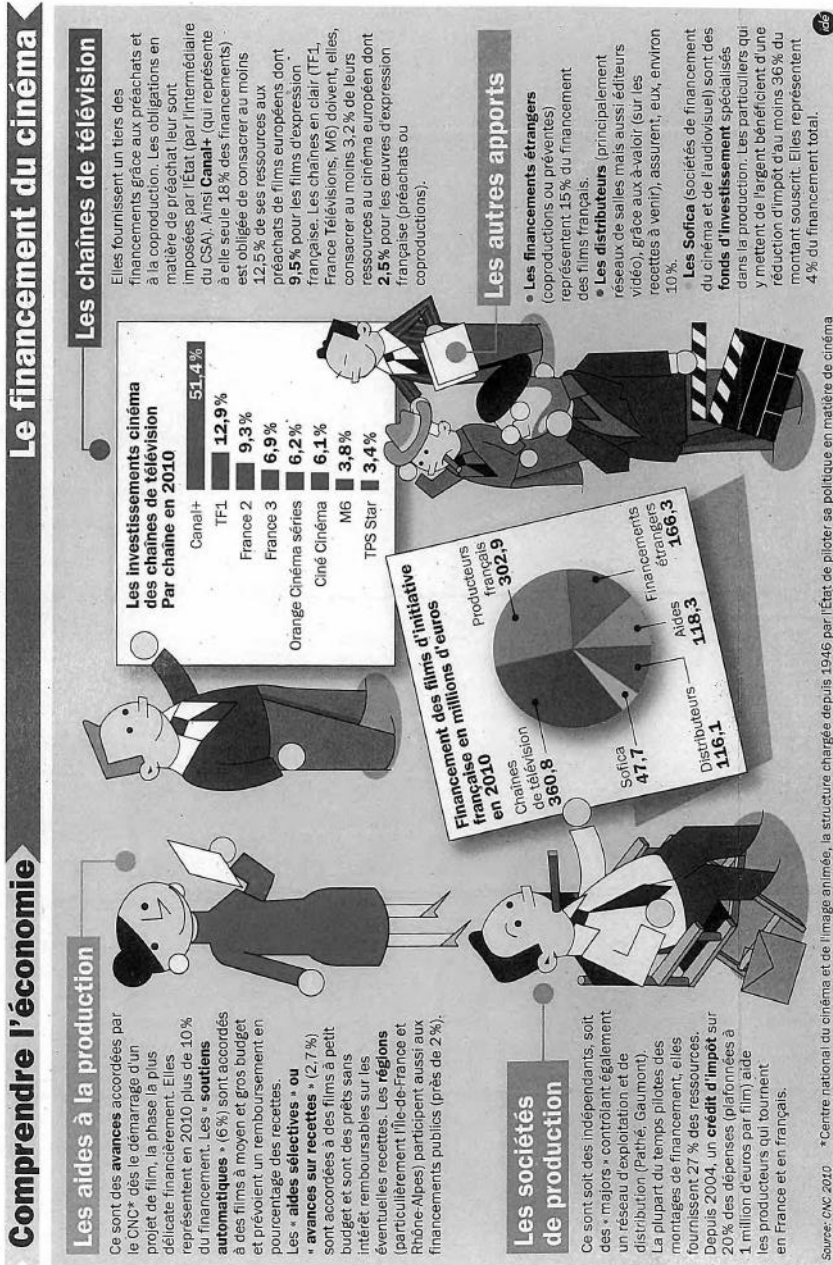 Comprendre l'économie
Le financement du cinéma
Les aides à la production
Ce sont des avances accordées par
le CNC* dès le démarrage d'un
projet de film, la phase la plus
délicate financièrement. Elles
représentent en 2010 plus de 10%
du financement. Les « soutiens
automatiques » (6%) sont accordés
à des films à moyen et gros budget
et prévoient un remboursement en
pourcentage des recettes.
Les « aides sélectives » ou
« avances sur recettes » (2,7%)
sont accordées à des films à petit
budget et sont des prêts sans
intérêt remboursables sur les
éventuelles recettes. Les régions
(particulièrement l'Île-de-France et
Rhône-Alpes) participent aussi aux
financements publics (près de 2%).
Les sociétés
de production
Ce sont soit des indépendants, soit
des « majors » contrôlant également
un réseau d'exploitation et de
distribution (Pathé, Gaumont).
La plupart du temps pilotes des
montages de financement, elles
fournissent 27 % des ressources.
Depuis 2004, un crédit d'impôt sur
20% des dépenses (plafonnées à
1 million d'euros par film) aide
les producteurs qui tournent
en France et en français.
Les investissements cinéma
des chaînes de télévision
Par chaîne en 2010
Canal+ 51,4%
TF1 12,9%
France 2 9,3%
France 3 6,9%
Orange Cinéma séries 6,2%
Ciné Cinéma 6,1%
M6 3,8%
TPS Star 3,4%
Financement des films d'initiative
française en millions d'euros
en 2010
Chaînes
de télévision
360,8
Producteurs
français
302,9
Financements
étrangers
166,3
Aides
118,3
Distributeurs
116,1
Sofica
47,7
Les chaînes de télévision
Elles fournissent un tiers des
financements grâce aux préachats et
à la coproduction. Les obligations en
matière de préachat leur sont
imposées par l'État (par l'intermédiaire
du CSA). Ainsi Canal+ (qui représente
à elle seule 18% des financements)
est obligée de consacrer au moins
12,5% de ses ressources aux
préachats de films européens dont
9,5% pour les films d'expression
française. Les chaînes en clair (TF1,
France Télévisions, M6) doivent, elles,
consacrer au moins 3,2% de leurs
ressources au cinéma européen dont
2,5% pour les œuvres d'expression
française (préachats ou
coproductions).
Les autres apports
• Les financements étrangers
(coproductions ou préventes)
représentent 15% du financement
des films français.
• Les distributeurs (principalement
réseaux de salles mais aussi éditeurs
vidéo), grâce aux à-valoir (sur les
recettes à venir), assurent, eux, environ
10%.
• Les Sofica (sociétés de financement
du cinéma et de l'audiovisuel) sont des
fonds d'investissement spécialisés
dans la production. Les particuliers qui
y mettent de l'argent bénéficient d'une
réduction d'impôt d'au moins 36% du
montant souscrit. Elles représentent
4% du financement total.
Source: CNC 2010
*Centre national du cinéma et de l'image animée, la structure chargée depuis 1946 par l'État de piloter sa politique en matière de cinéma
idé